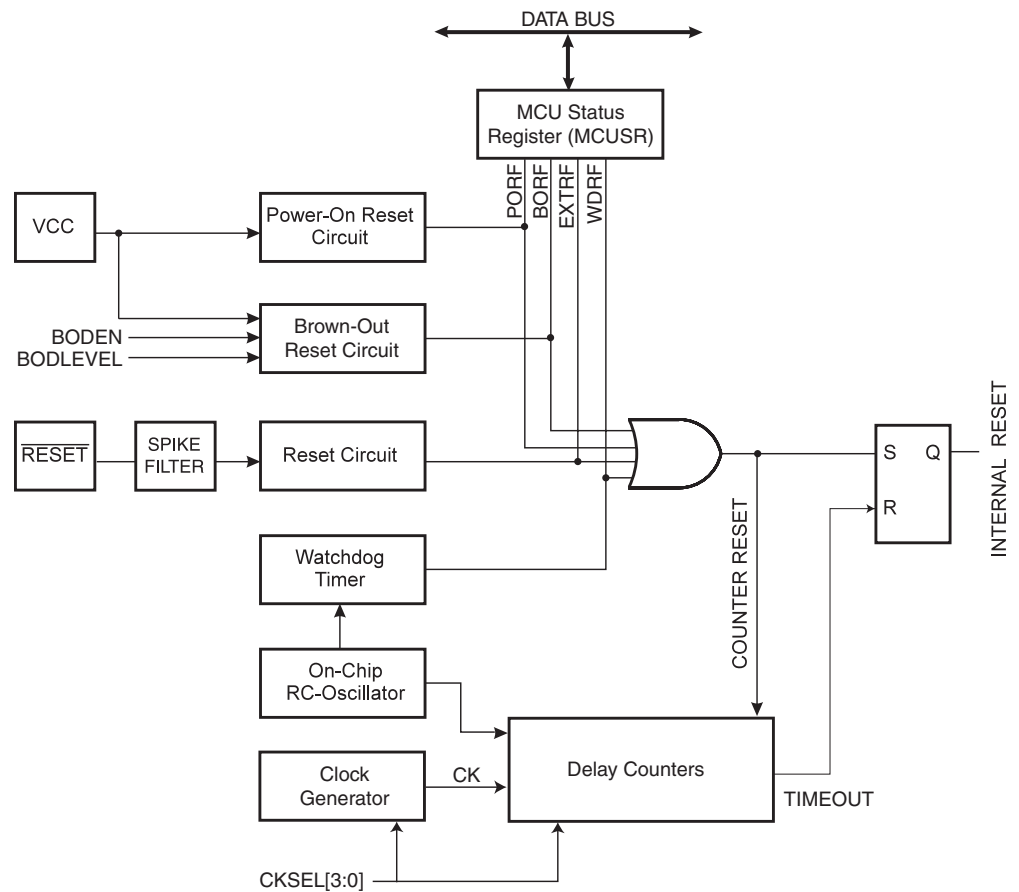 DATA BUS
MCU Status
Register (MCUSR)
PORF
BORF
EXTRF
WDRF
VCC
Power-On Reset
Circuit
BODEN
BODLEVEL
Brown-Out
Reset Circuit
RESET
SPIKE
FILTER
Reset Circuit
S
Q
R
INTERNAL RESET
Watchdog
Timer
COUNTER RESET
On-Chip
RC-Oscillator
Clock
Generator
CK
Delay Counters
TIMEOUT
CKSEL[3:0]